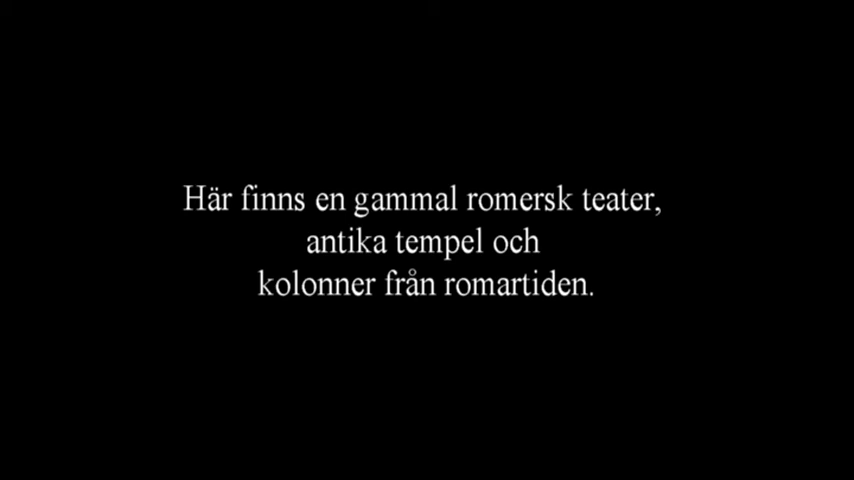 Här finns en gammal romersk teater,
antika tempel och
kolonner från romartiden.